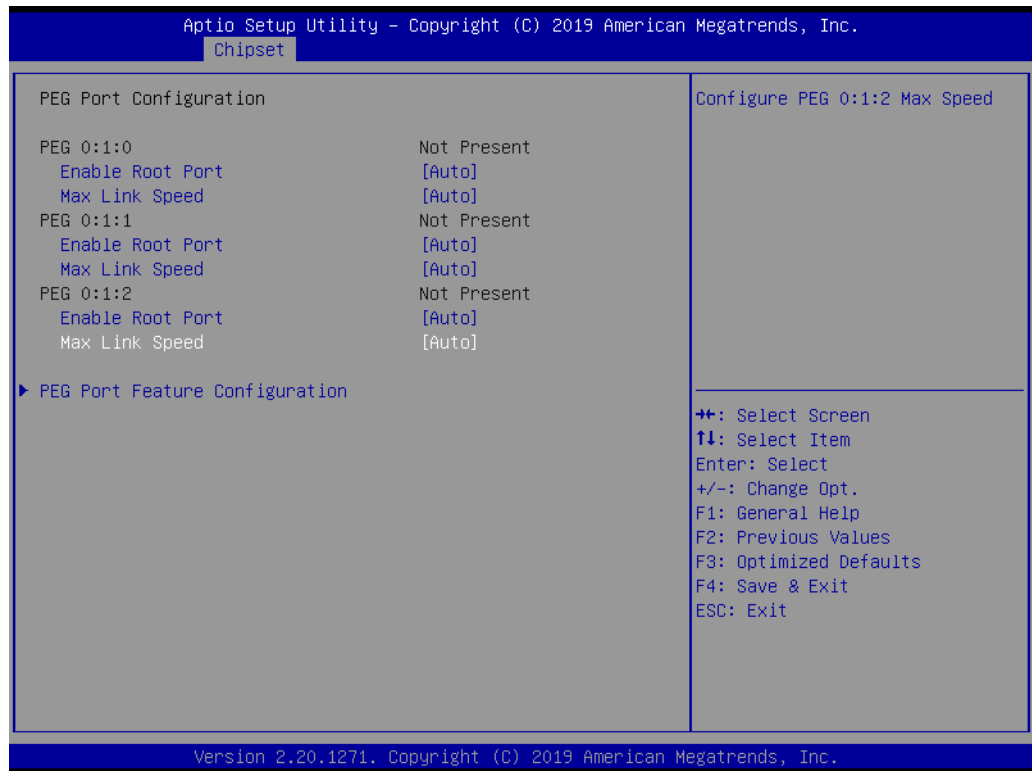 Aptio Setup Utility – Copyright (C) 2019 American Megatrends, Inc.
Chipset
PEG Port Configuration
PEG 0:1:0 Not Present
Enable Root Port [Auto]
Max Link Speed [Auto]
PEG 0:1:1 Not Present
Enable Root Port [Auto]
Max Link Speed [Auto]
PEG 0:1:2 Not Present
Enable Root Port [Auto]
Max Link Speed [Auto]
PEG Port Feature Configuration
Configure PEG 0:1:2 Max Speed
→←: Select Screen
↑↓: Select Item
Enter: Select
+/-: Change Opt.
F1: General Help
F2: Previous Values
F3: Optimized Defaults
F4: Save & Exit
ESC: Exit
Version 2.20.1271. Copyright (C) 2019 American Megatrends, Inc.